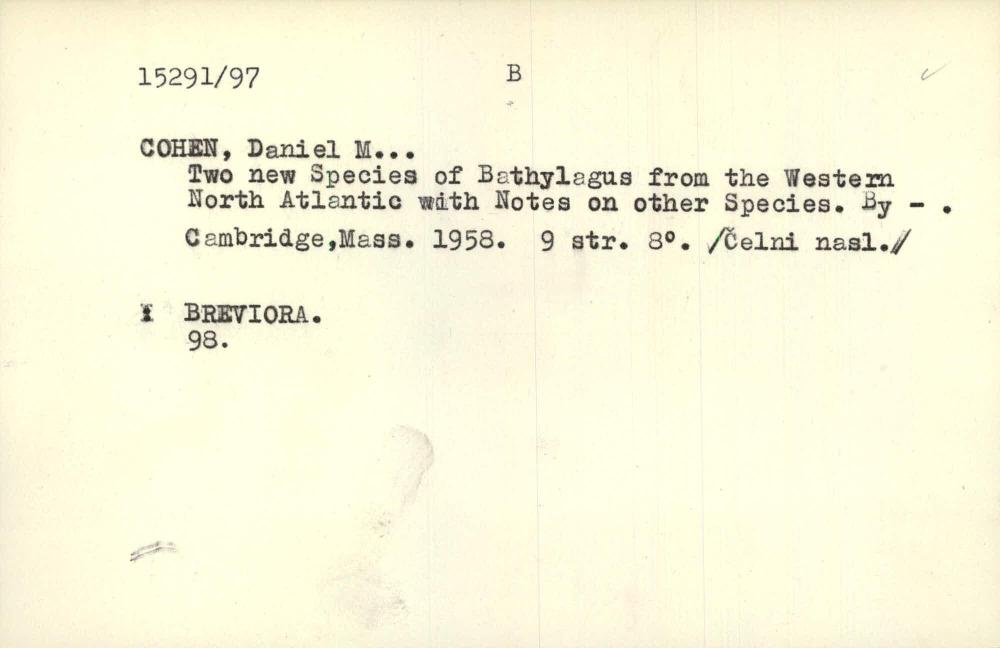 15291/97 B
COHEN, Daniel M...
Two new Species of Bathylagus from the Western
North Atlantic with Notes on other Species. By - .
Cambridge,Mass. 1958. 9 str. 8°. /Čelni nasl./
I BREVIORA.
98.